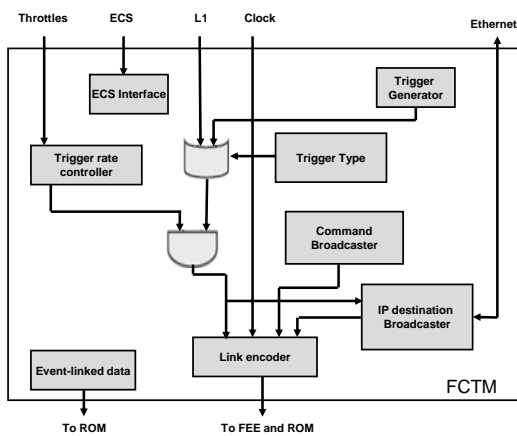 Throttles
ECS
L1
Clock
Ethernet
ECS Interface
Trigger
Generator
Trigger rate
controller
Trigger Type
Command
Broadcaster
IP destination
Broadcaster
Link encoder
Event-linked data
FCTM
To ROM
To FEE and ROM